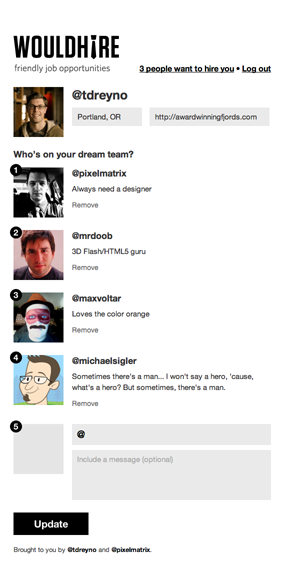 WOULDHIRE
friendly job opportunities
3 people want to hire you • Log out
@tdreyno
Portland, OR
http://awardwinningfjords.com
Who's on your dream team?
1
@pixelmatrix
Always need a designer
Remove
2
@mrdoob
3D Flash/HTML5 guru
Remove
3
@maxvoltar
Loves the color orange
Remove
4
@michaelsigler
Sometimes there's a man... I won't say a hero, 'cause,
what's a hero? But sometimes, there's a man.
Remove
5
@
Include a message (optional)
Update
Brought to you by @tdreyno and @pixelmatrix.